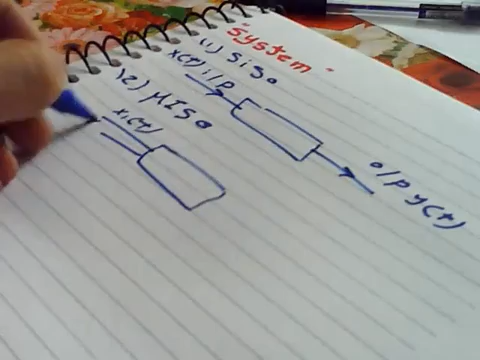 "System"
(1) SiSo
x(t) i/p
o/p y(t)
(2) MISo
x1(t)